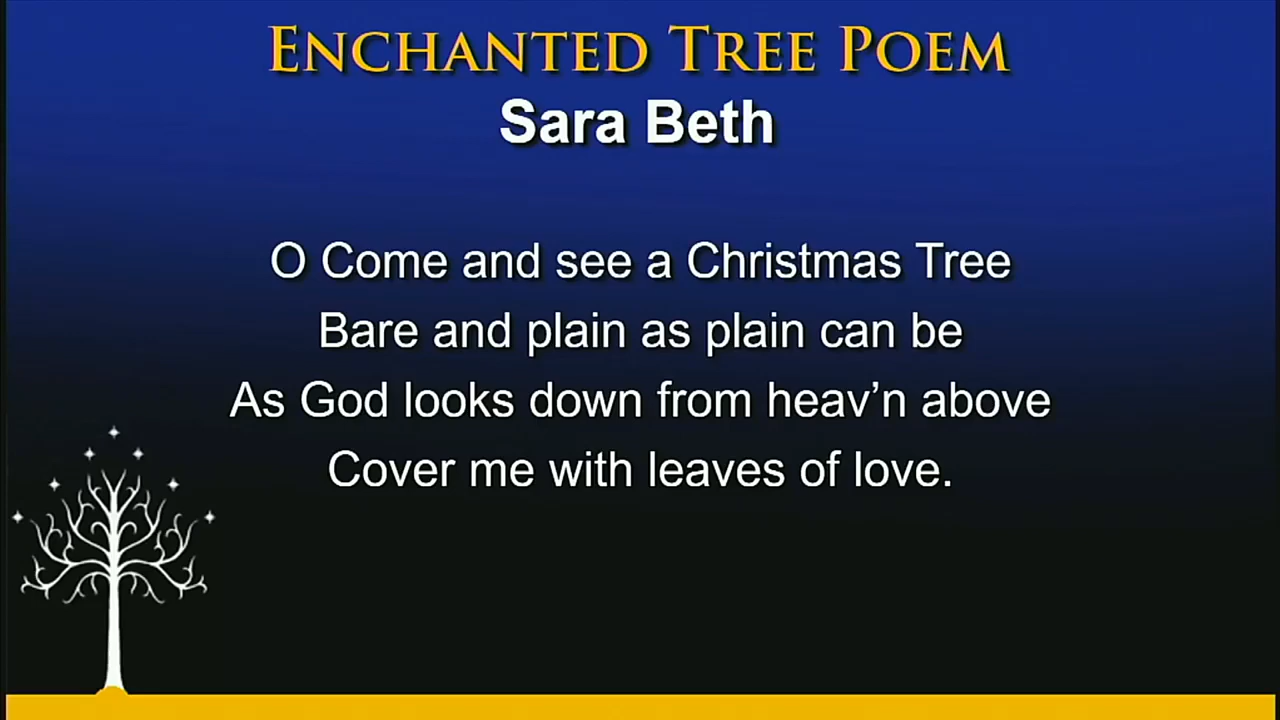 ENCHANTED TREE POEM
Sara Beth
O Come and see a Christmas Tree
Bare and plain as plain can be
As God looks down from heav’n above
Cover me with leaves of love.